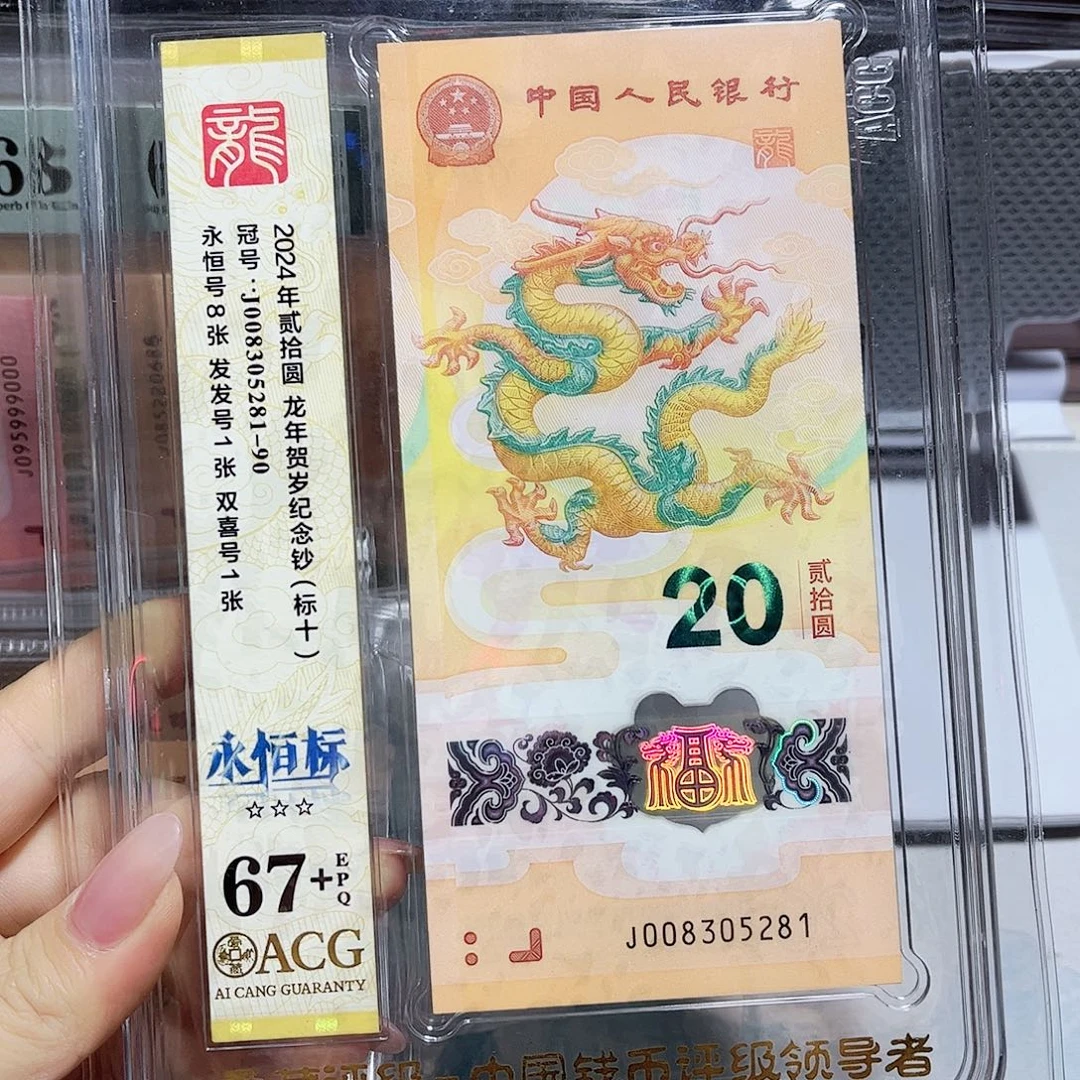 龍
2024年贰拾圆 龙年贺岁纪念钞(标十)
冠号:J008305281-90
永恒号8张 发发号1张 双喜号1张
永恒标
☆☆☆
67+
EPQ
ACG
AI CANG GUARANTY
中国人民银行
龍
20
贰拾圆
J008305281
ACG
中国钱币评级领导者